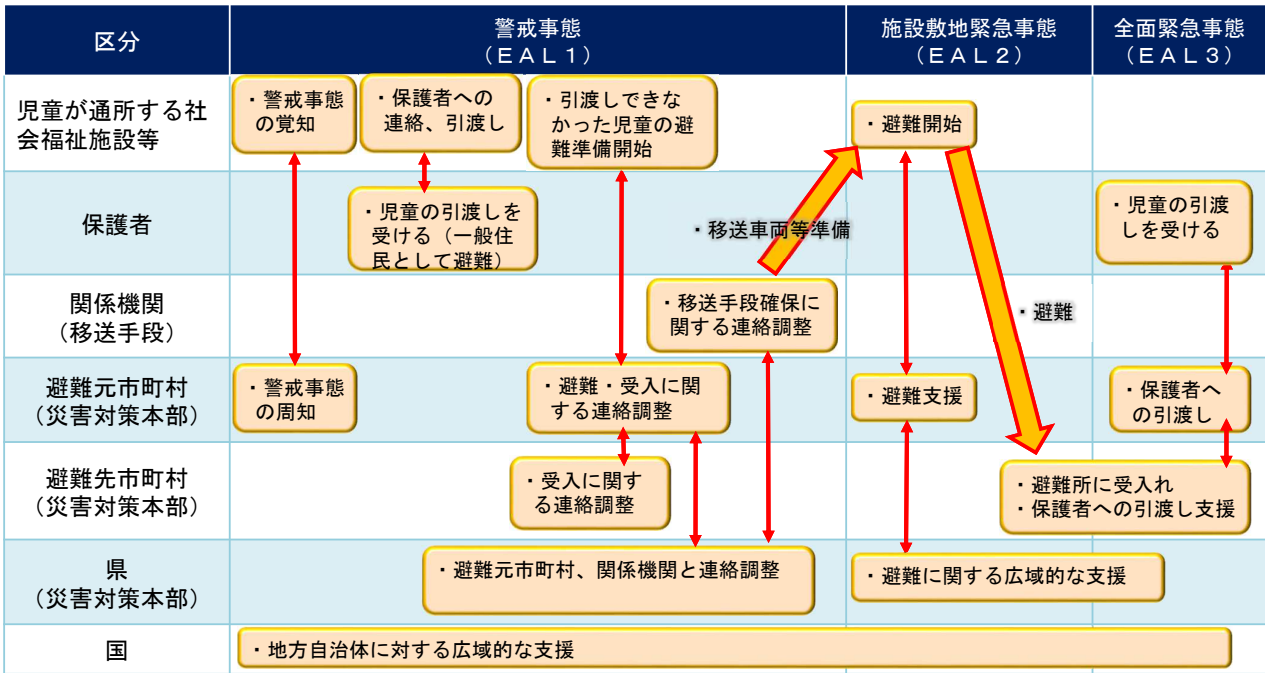 区分
警戒事態
（ＥＡＬ１）
施設敷地緊急事態
（ＥＡＬ２）
全面緊急事態
（ＥＡＬ３）
児童が通所する社
会福祉施設等
・警戒事態
の覚知
・保護者への
連絡、引渡し
・引渡しできな
かった児童の避
難準備開始
・避難開始
保護者
・児童の引渡しを
受ける（一般住
民として避難）
・移送車両等準備
・児童の引渡
しを受ける
関係機関
（移送手段）
・移送手段確保に
関する連絡調整
・避難
避難元市町村
（災害対策本部）
・警戒事態
の周知
・避難・受入に関
する連絡調整
・避難支援
・保護者へ
の引渡し
避難先市町村
（災害対策本部）
・受入に関す
る連絡調整
・避難所に受入れ
・保護者への引渡し支援
県
（災害対策本部）
・避難元市町村、関係機関と連絡調整
・避難に関する広域的な支援
国
・地方自治体に対する広域的な支援